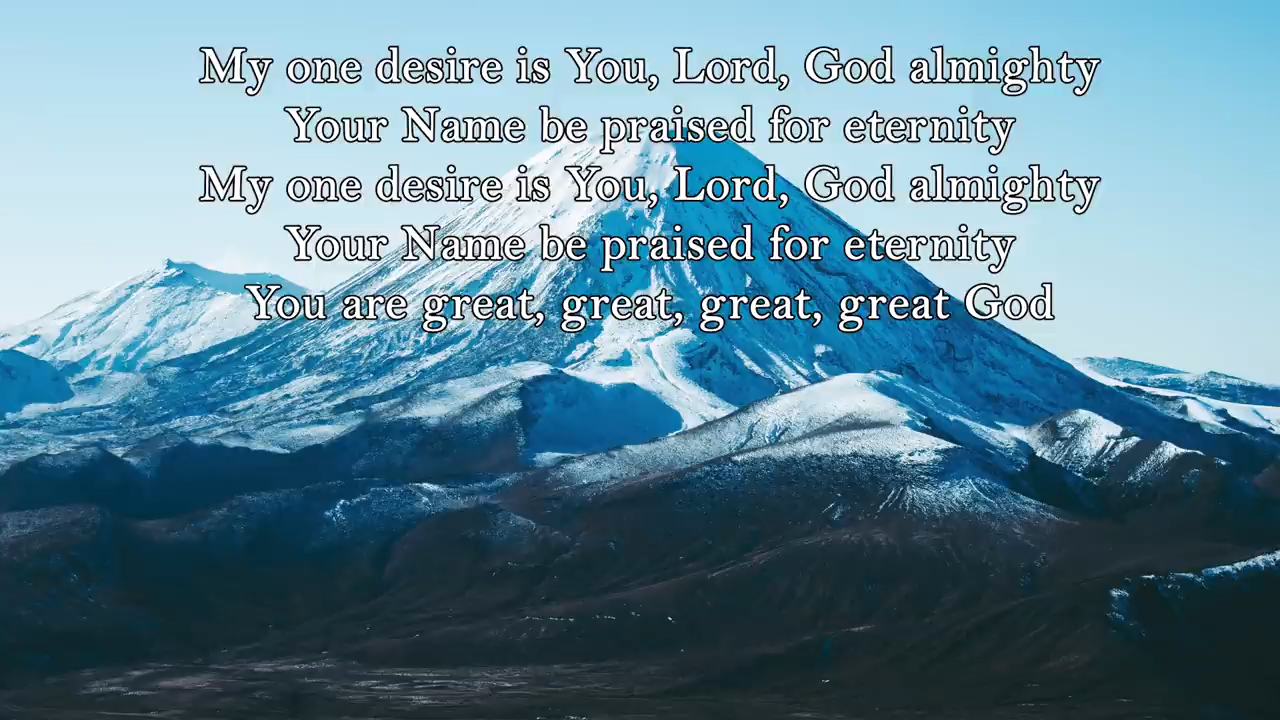 My one desire is You, Lord, God almighty
Your Name be praised for eternity
My one desire is You, Lord, God almighty
Your Name be praised for eternity
You are great, great, great, great God